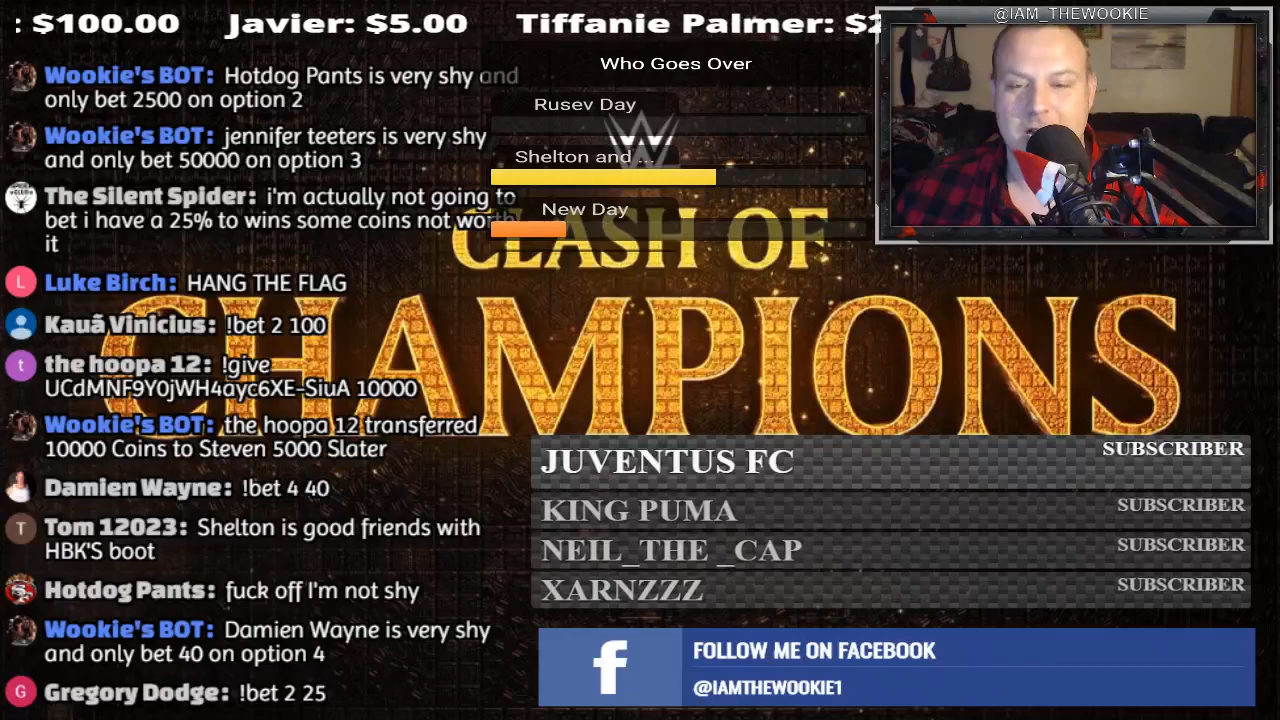 : $100.00 Javier: $5.00 Tiffanie Palmer: $
@IAM_THEWOOKIE
Wookie's BOT: Hotdog Pants is very shy and
only bet 2500 on option 2
Wookie's BOT: jennifer teeters is very shy
and only bet 50000 on option 3
The Silent Spider: i'm actually not going to
bet i have a 25% to wins some coins not worth
it
Luke Birch: HANG THE FLAG
Kauã Vinicius: !bet 2 100
the hoopa 12: !give
UCdMNF9Y0jWH4ayc6XE-SiuA 10000
Wookie's BOT: the hoopa 12 transferred
10000 Coins to Steven 5000 Slater
Damien Wayne: !bet 4 40
Tom 12023: Shelton is good friends with
HBK'S boot
Hotdog Pants: fuck off I'm not shy
Wookie's BOT: Damien Wayne is very shy
and only bet 40 on option 4
Gregory Dodge: !bet 2 25
Who Goes Over
Rusev Day
Shelton and ...
New Day
CLASH OF
CHAMPIONS
JUVENTUS FC SUBSCRIBER
KING PUMA SUBSCRIBER
NEIL_THE _CAP SUBSCRIBER
XARNZZZ SUBSCRIBER
f
FOLLOW ME ON FACEBOOK
@IAMTHEWOOKIE1